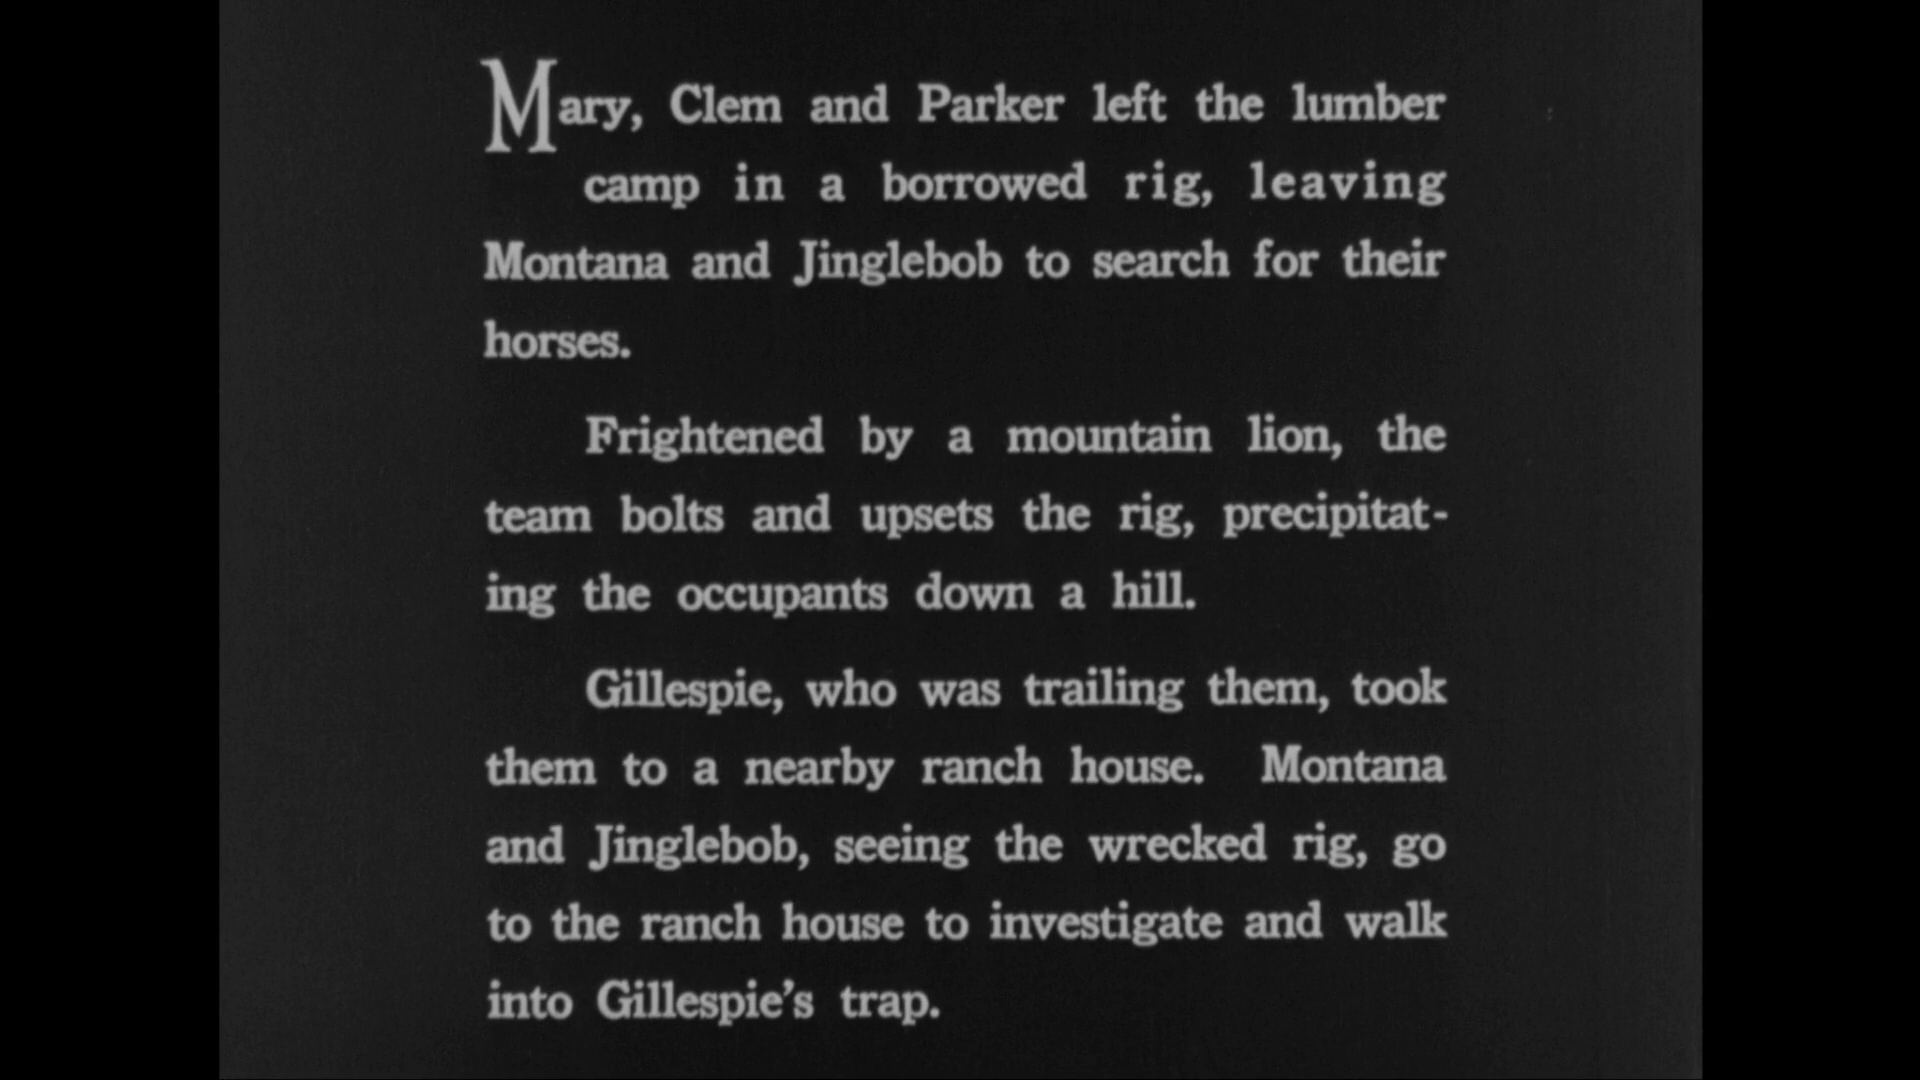 Mary, Clem and Parker left the lumber
camp in a borrowed rig, leaving
Montana and Jinglebob to search for their
horses.
Frightened by a mountain lion, the
team bolts and upsets the rig, precipitat-
ing the occupants down a hill.
Gillespie, who was trailing them, took
them to a nearby ranch house. Montana
and Jinglebob, seeing the wrecked rig, go
to the ranch house to investigate and walk
into Gillespie's trap.